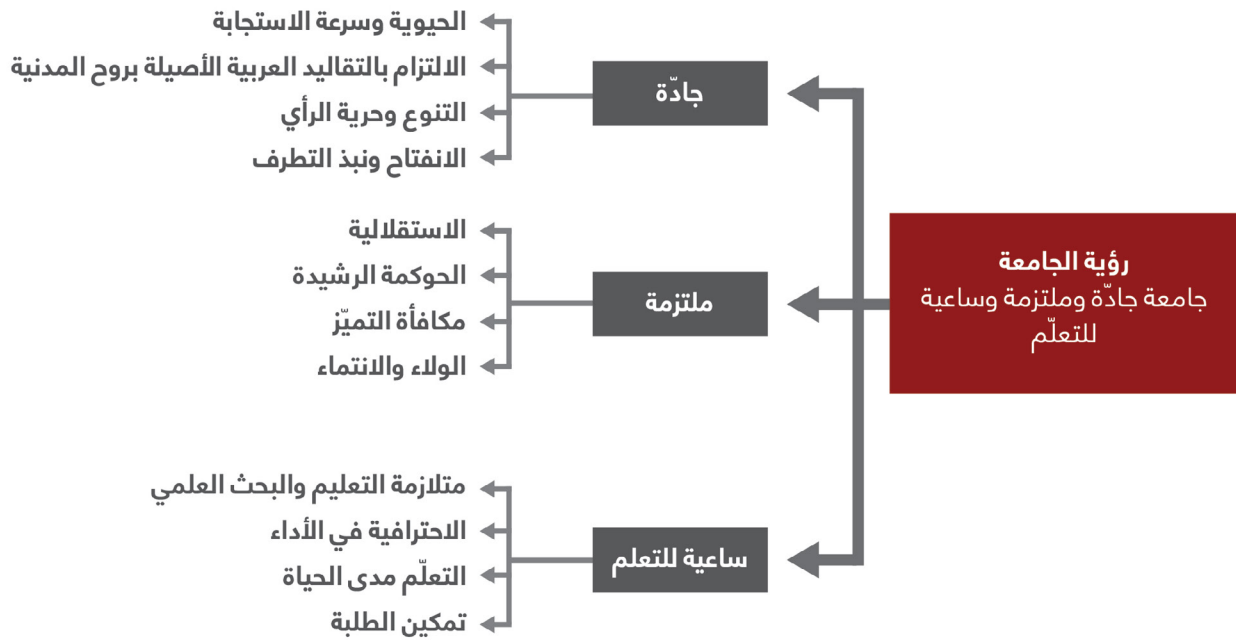 رؤية الجامعة
جامعة جادّة وملتزمة وساعية
للتعلّم
جادّة
الحيوية وسرعة الاستجابة
الالتزام بالتقاليد العربية الأصيلة بروح المدنية
التنوع وحرية الرأي
الانفتاح ونبذ التطرف
ملتزمة
الاستقلالية
الحوكمة الرشيدة
مكافأة التميّز
الولاء والانتماء
ساعية للتعلم
متلازمة التعليم والبحث العلمي
الاحترافية في الأداء
التعلّم مدى الحياة
تمكين الطلبة